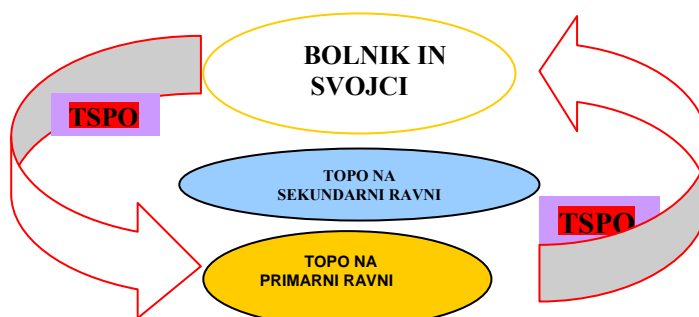 BOLNIK IN
SVOJCI
TSPO
TOPO NA
SEKUNDARNI RAVNI
TSPO
TOPO NA
PRIMARNI RAVNI